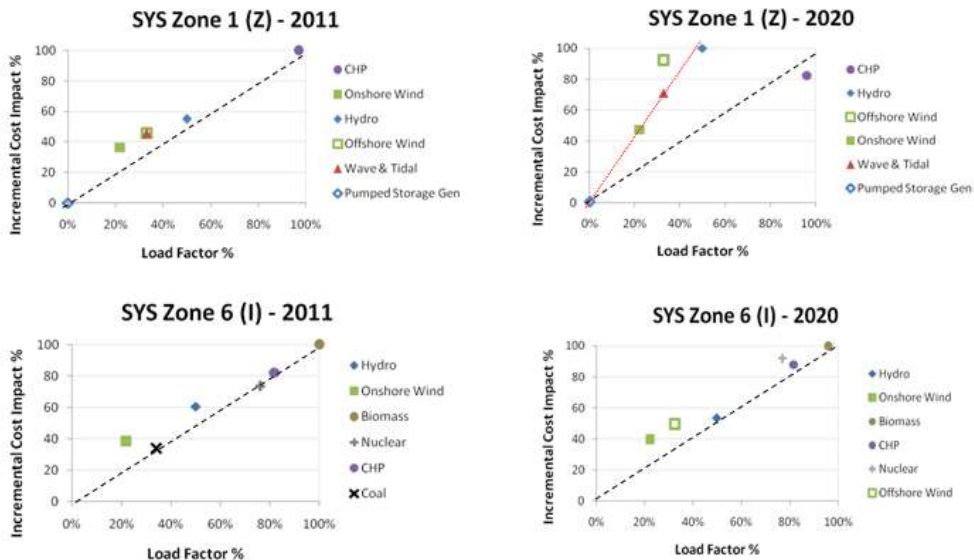 SYS Zone 1 (Z) - 2011
Incremental Cost Impact %
100
80
60
40
20
0
0%
20%
40%
60%
80%
100%
Load Factor %
CHP
Onshore Wind
Hydro
Offshore Wind
Wave & Tidal
Pumped Storage Gen
SYS Zone 1 (Z) - 2020
Incremental Cost Impact %
100
80
60
40
20
0
0%
20%
40%
60%
80%
100%
Load Factor %
CHP
Hydro
Offshore Wind
Onshore Wind
Wave & Tidal
Pumped Storage Gen
SYS Zone 6 (I) - 2011
Incremental Cost Impact %
100
80
60
40
20
0
0%
20%
40%
60%
80%
100%
Load Factor %
Hydro
Onshore Wind
Biomass
Nuclear
CHP
Coal
SYS Zone 6 (I) - 2020
Incremental Cost Impact %
100
80
60
40
20
0
0%
20%
40%
60%
80%
100%
Load Factor %
Hydro
Onshore Wind
Biomass
CHP
Nuclear
Offshore Wind